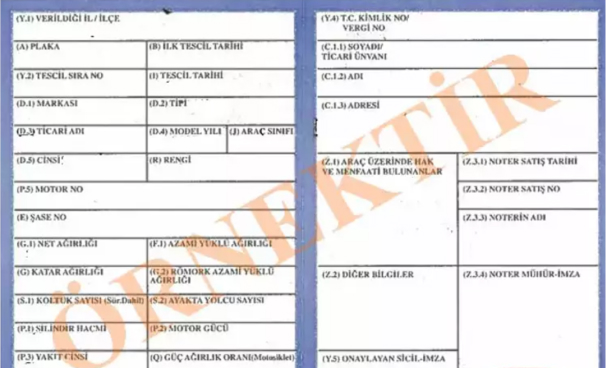 (Y.1) VERİLDİĞİ İL / İLÇE
(A) PLAKA
(B) İLK TESCİL TARİHİ
(Y.2) TESCİL SIRA NO
(I) TESCİL TARİHİ
(D.1) MARKASI
(D.2) TİPİ
(D.3) TİCARİ ADI
(D.4) MODEL YILI
(J) ARAÇ SINIFI
(D.5) CİNSİ
(R) RENGİ
(P.5) MOTOR NO
(E) ŞASE NO
(G.1) NET AĞIRLIĞI
(F.1) AZAMİ YÜKLÜ AĞIRLIĞI
(G) KATAR AĞIRLIĞI
(G.2) RÖMORK AZAMİ YÜKLÜ
AĞIRLIĞI
(S.1) KOLTUK SAYISI (Sür.Dahil)
(S.2) AYAKTA YOLCU SAYISI
(P.1) SİLİNDİR HACMİ
(P.2) MOTOR GÜCÜ
(P.3) YAKIT CİNSİ
(Q) GÜÇ AĞIRLIK ORANI(Motosiklet)
(Y.4) T.C. KİMLİK NO/
VERGİ NO
(C.1.1) SOYADI/
TİCARİ ÜNVANI
(C.1.2) ADI
(C.1.3) ADRESİ
(Z.1) ARAÇ ÜZERİNDE HAK
VE MENFAATİ BULUNANLAR
(Z.3.1) NOTER SATIŞ TARİHİ
(Z.3.2) NOTER SATIŞ NO
(Z.3.3) NOTERİN ADI
(Z.2) DİĞER BİLGİLER
(Z.3.4) NOTER MÜHÜR-İMZA
(Y.5) ONAYLAYAN SİCİL-İMZA
ÖRNEKTİR